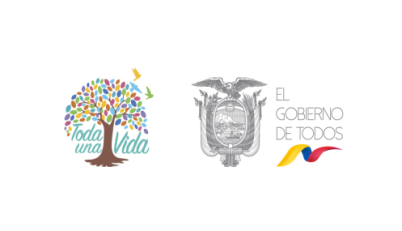 Toda
una Vida
EL
GOBIERNO
DE TODOS